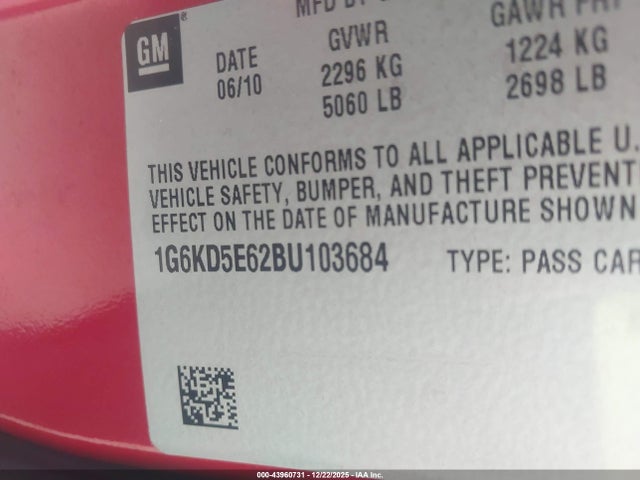 GM ®
MFD BY
DATE 06/10
GVWR
2296 KG
5060 LB
GAWR FRT
1224 KG
2698 LB
THIS VEHICLE CONFORMS TO ALL APPLICABLE U.
VEHICLE SAFETY, BUMPER, AND THEFT PREVENTI
EFFECT ON THE DATE OF MANUFACTURE SHOWN
1G6KD5E62BU103684 TYPE: PASS CAR
000-43960731 - 12/22/2025 - IAA Inc.